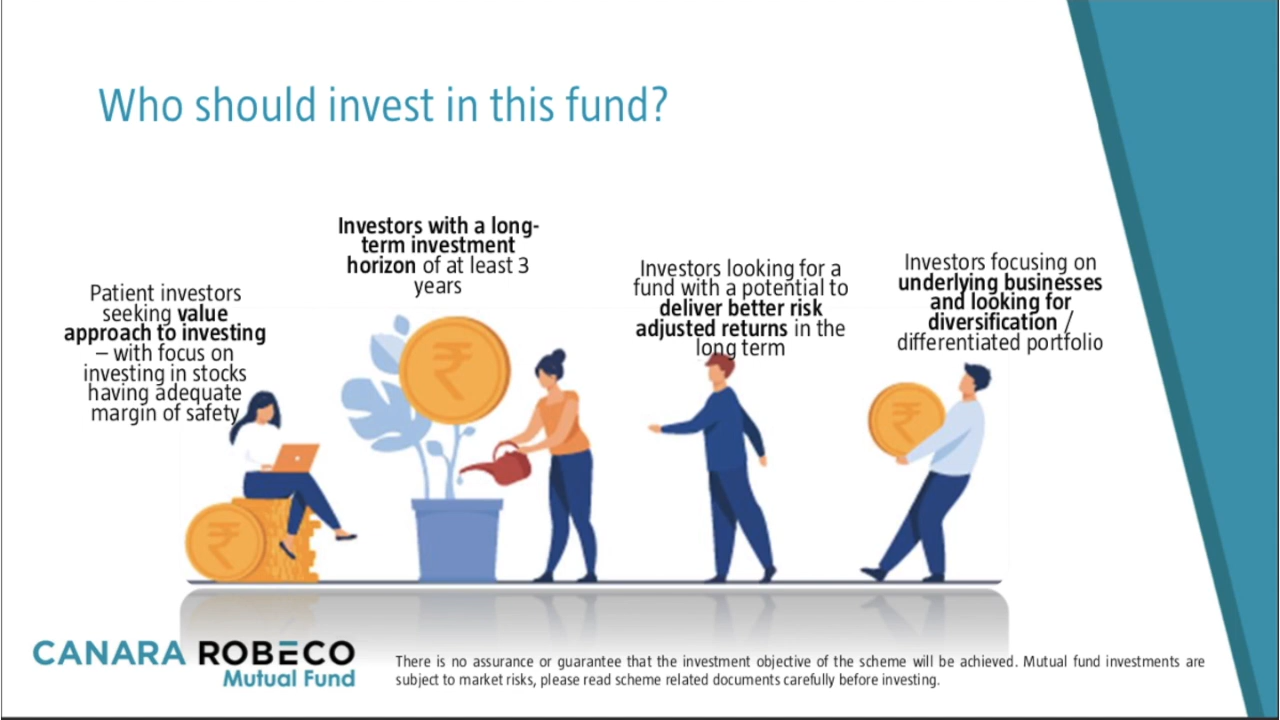 Who should invest in this fund?
Patient investors
seeking value
approach to investing
– with focus on
investing in stocks
having adequate
margin of safety
Investors with a long-
term investment
horizon of at least 3
years
Investors looking for a
fund with a potential to
deliver better risk
adjusted returns in the
long term
Investors focusing on
underlying businesses
and looking for
diversification /
differentiated portfolio
CANARA ROBECO
Mutual Fund
There is no assurance or guarantee that the investment objective of the scheme will be achieved. Mutual fund investments are
subject to market risks, please read scheme related documents carefully before investing.